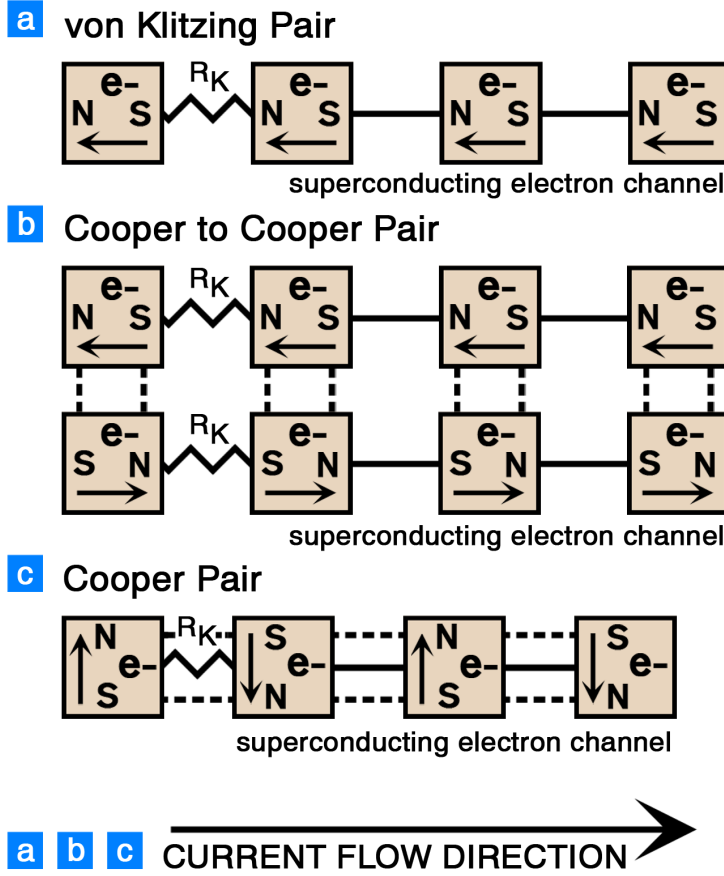 a von Klitzing Pair
RK
e- e- e- e-
N S N S N S N S
superconducting electron channel
b Cooper to Cooper Pair
RK
e- e- e- e-
N S N S N S N S
RK
e- e- e- e-
S N S N S N S N
superconducting electron channel
c Cooper Pair
N RK S N S
e- e- e- e-
S N S N
superconducting electron channel
a b c CURRENT FLOW DIRECTION